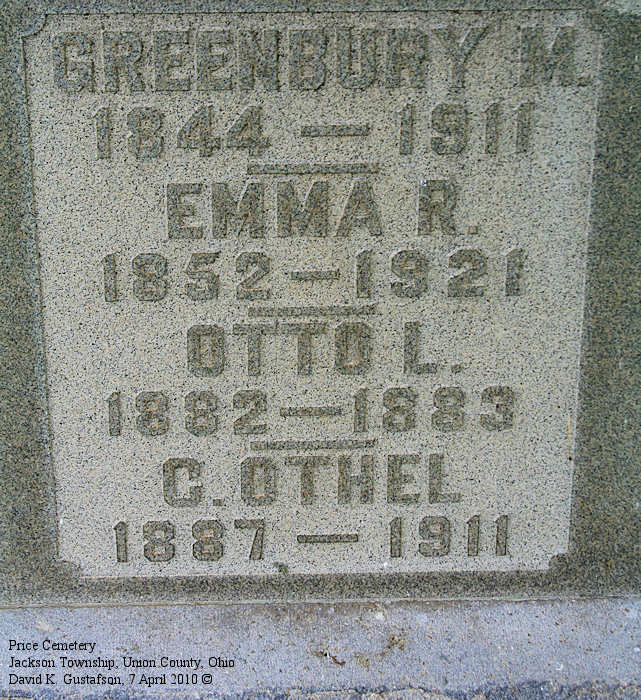 GREENBURY M.
1844 — 1911
EMMA R.
1852 — 1921
OTTO L.
1882 — 1883
C. OTHEL
1887 — 1911
Price Cemetery
Jackson Township, Union County, Ohio
David K. Gustafson, 7 April 2010 ©